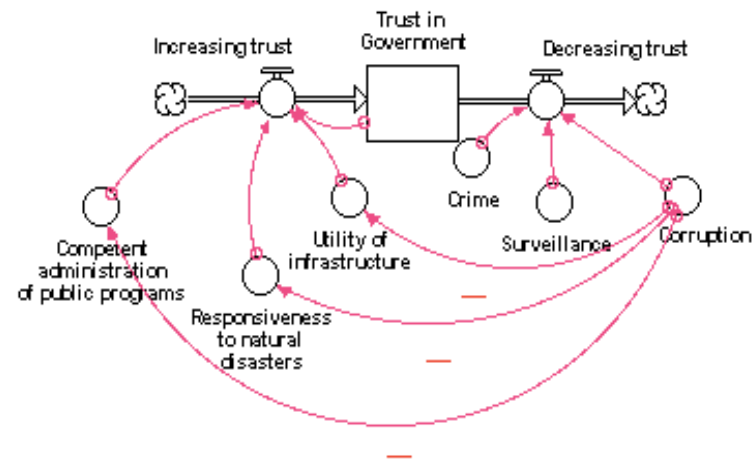 Trust in
Government
Increasing trust
Decreasing trust
Crime
Surveillance
Corruption
Utility of
infrastructure
Competent
administration
of public programs
Responsiveness
to natural
disasters
—
—
—